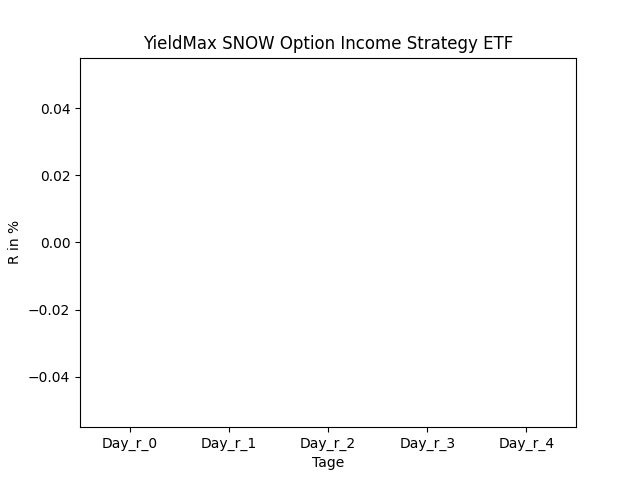 YieldMax SNOW Option Income Strategy ETF
0.04
0.02
0.00
−0.02
−0.04
R in %
Day_r_0 Day_r_1 Day_r_2 Day_r_3 Day_r_4
Tage